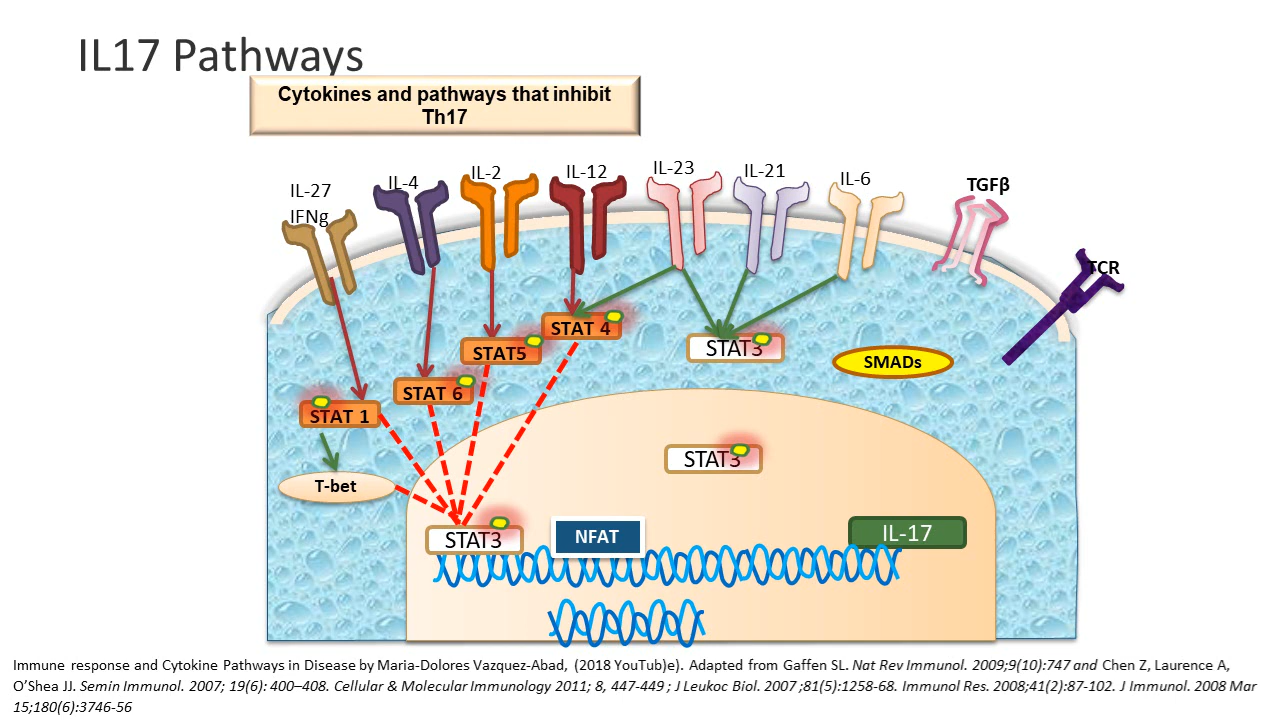 IL17 Pathways
Cytokines and pathways that inhibit
Th17
IL-27
IFNg
IL-4
IL-2
IL-12
IL-23
IL-21
IL-6
TGFβ
TCR
STAT 4
STAT5
STAT3
SMADs
STAT 6
STAT 1
T-bet
STAT3
STAT3
NFAT
IL-17
Immune response and Cytokine Pathways in Disease by Maria-Dolores Vazquez-Abad, (2018 YouTub)e). Adapted from Gaffen SL. Nat Rev Immunol. 2009;9(10):747 and Chen Z, Laurence A,
O’Shea JJ. Semin Immunol. 2007; 19(6): 400–408. Cellular & Molecular Immunology 2011; 8, 447-449 ; J Leukoc Biol. 2007 ;81(5):1258-68. Immunol Res. 2008;41(2):87-102. J Immunol. 2008 Mar
15;180(6):3746-56